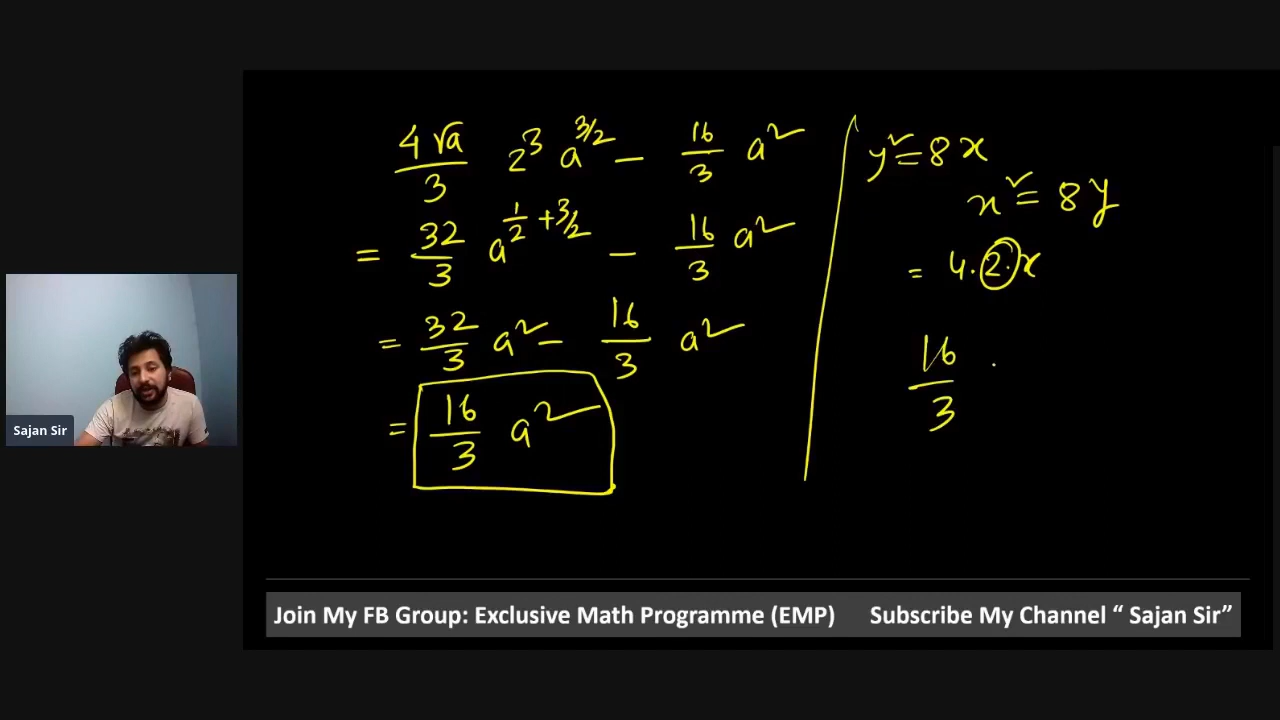 4√a/3 2³ a^3/2 – 16/3 a²
= 32/3 a^1/2+3/2 – 16/3 a²
= 32/3 a² – 16/3 a²
= 16/3 a²
y² = 8x
x² = 8y
= 4.2.x
16/3 .
Sajan Sir
Join My FB Group: Exclusive Math Programme (EMP) Subscribe My Channel “ Sajan Sir”